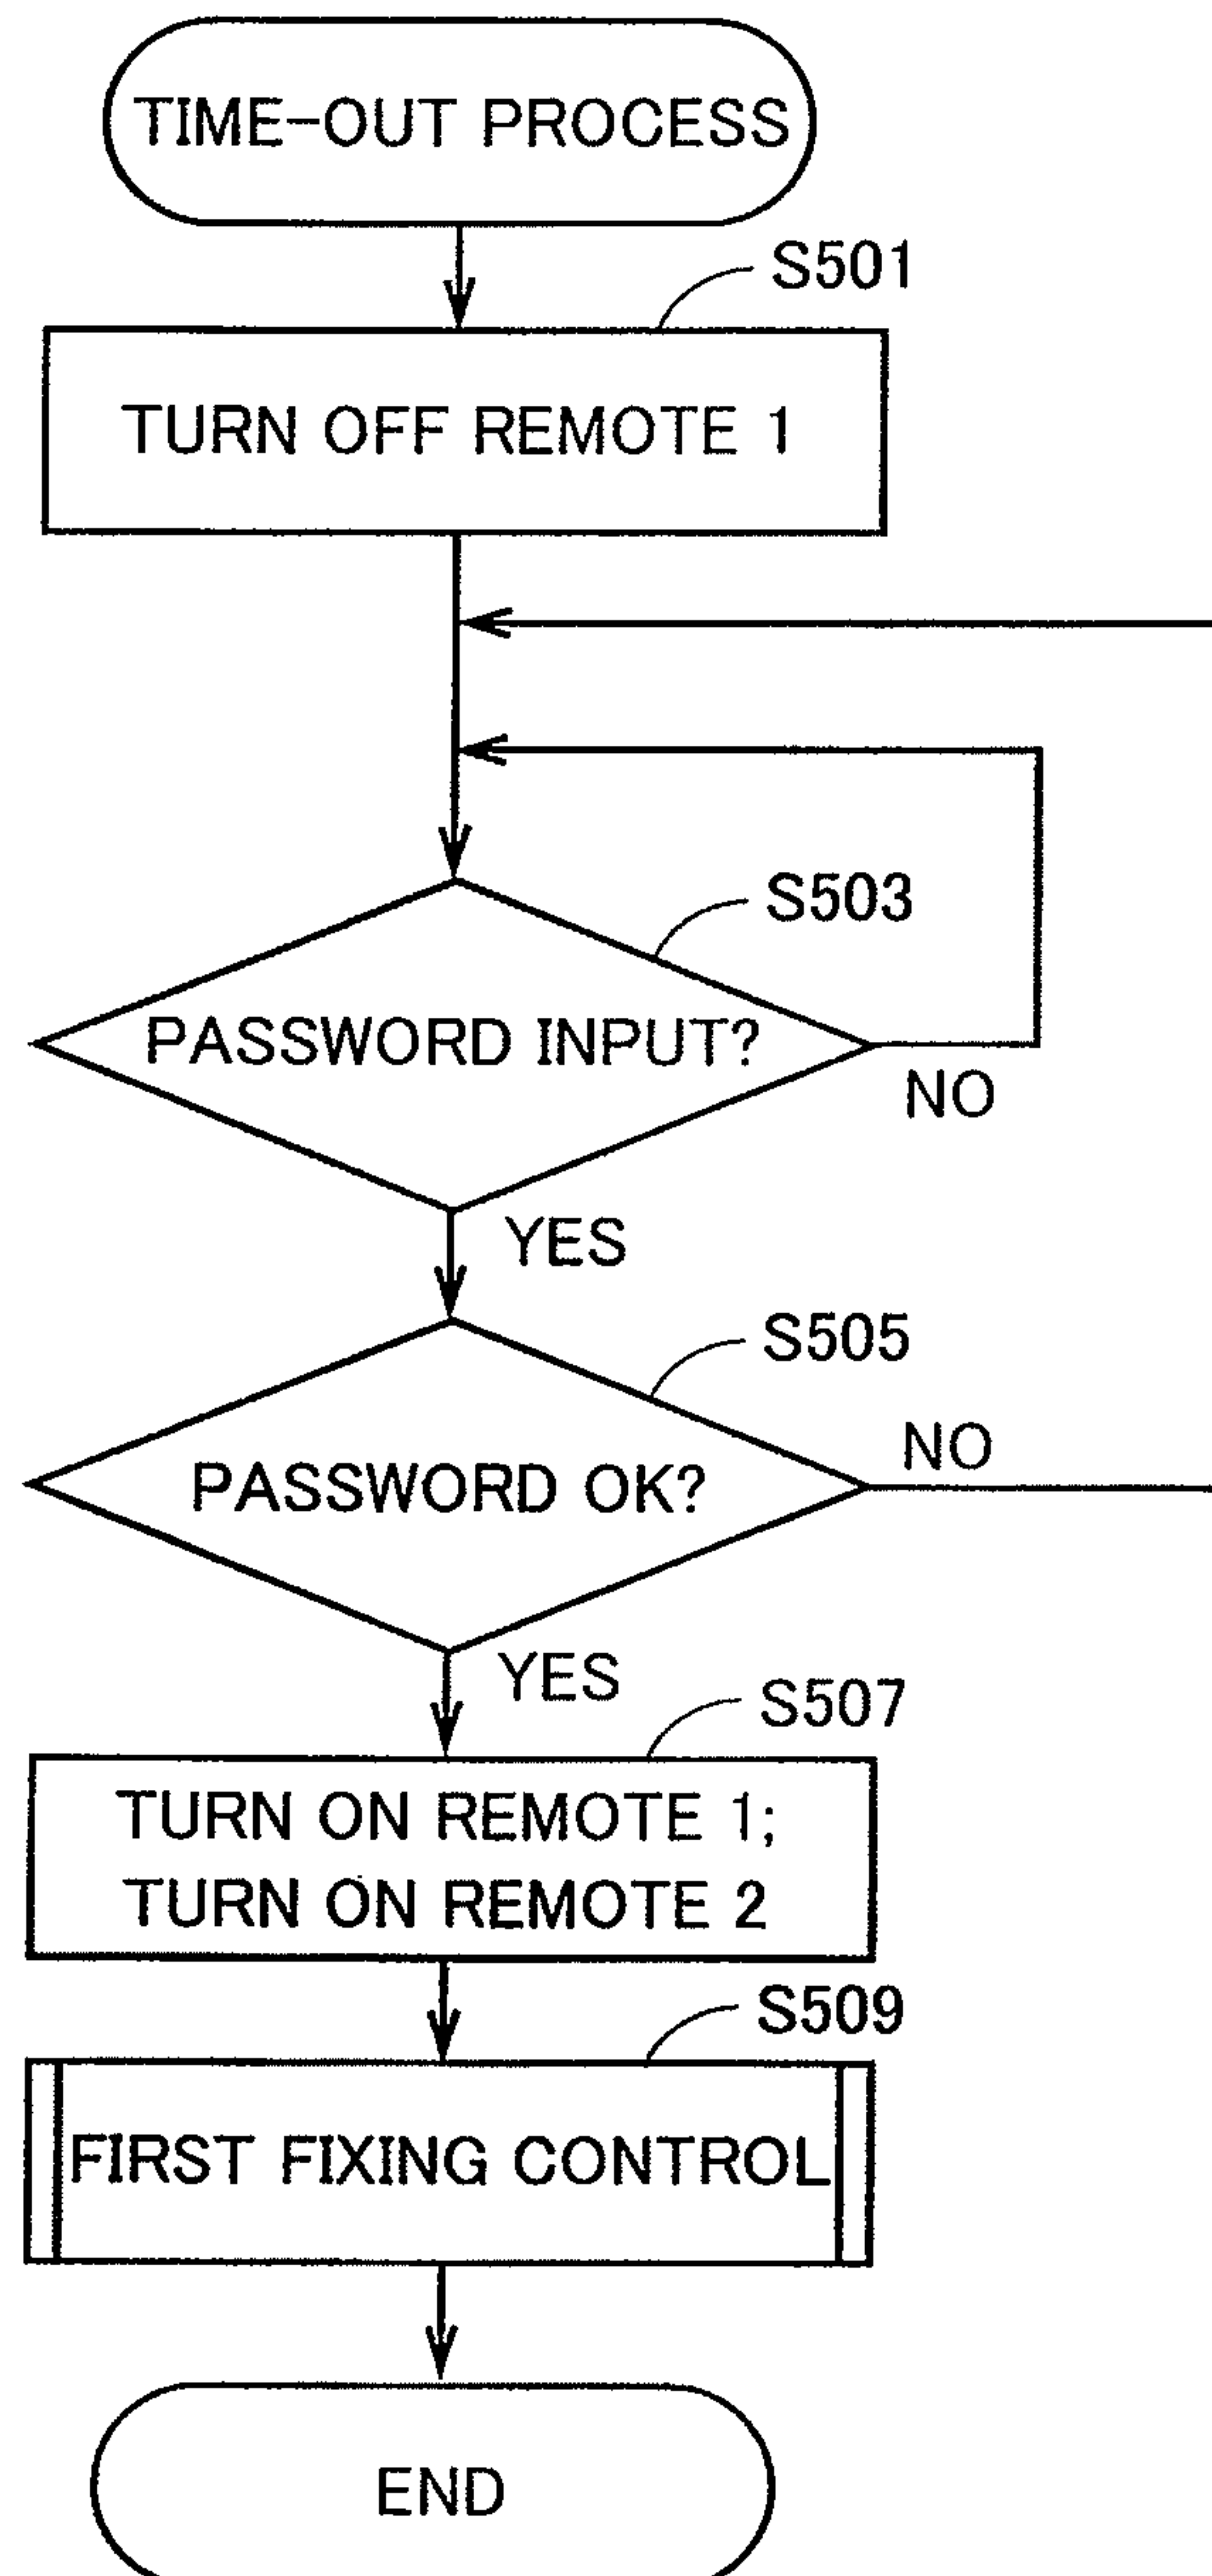 TIME-OUT PROCESS
S501
TURN OFF REMOTE 1
S503
PASSWORD INPUT?
NO
YES
S505
PASSWORD OK?
NO
YES
S507
TURN ON REMOTE 1;
TURN ON REMOTE 2
S509
FIRST FIXING CONTROL
END